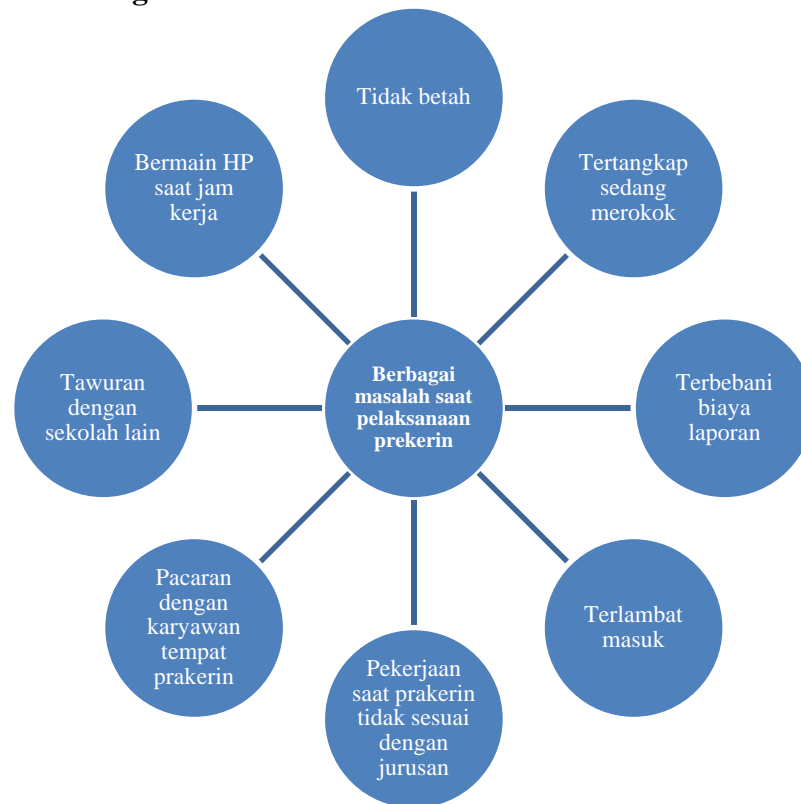 Tidak betah
Tertangkap
sedang
merokok
Terbebani
biaya
laporan
Terlambat
masuk
Pekerjaan
saat prakerin
tidak sesuai
dengan
jurusan
Pacaran
dengan
karyawan
tempat
prakerin
Tawuran
dengan
sekolah lain
Bermain HP
saat jam
kerja
Berbagai
masalah saat
pelaksanaan
prekerin